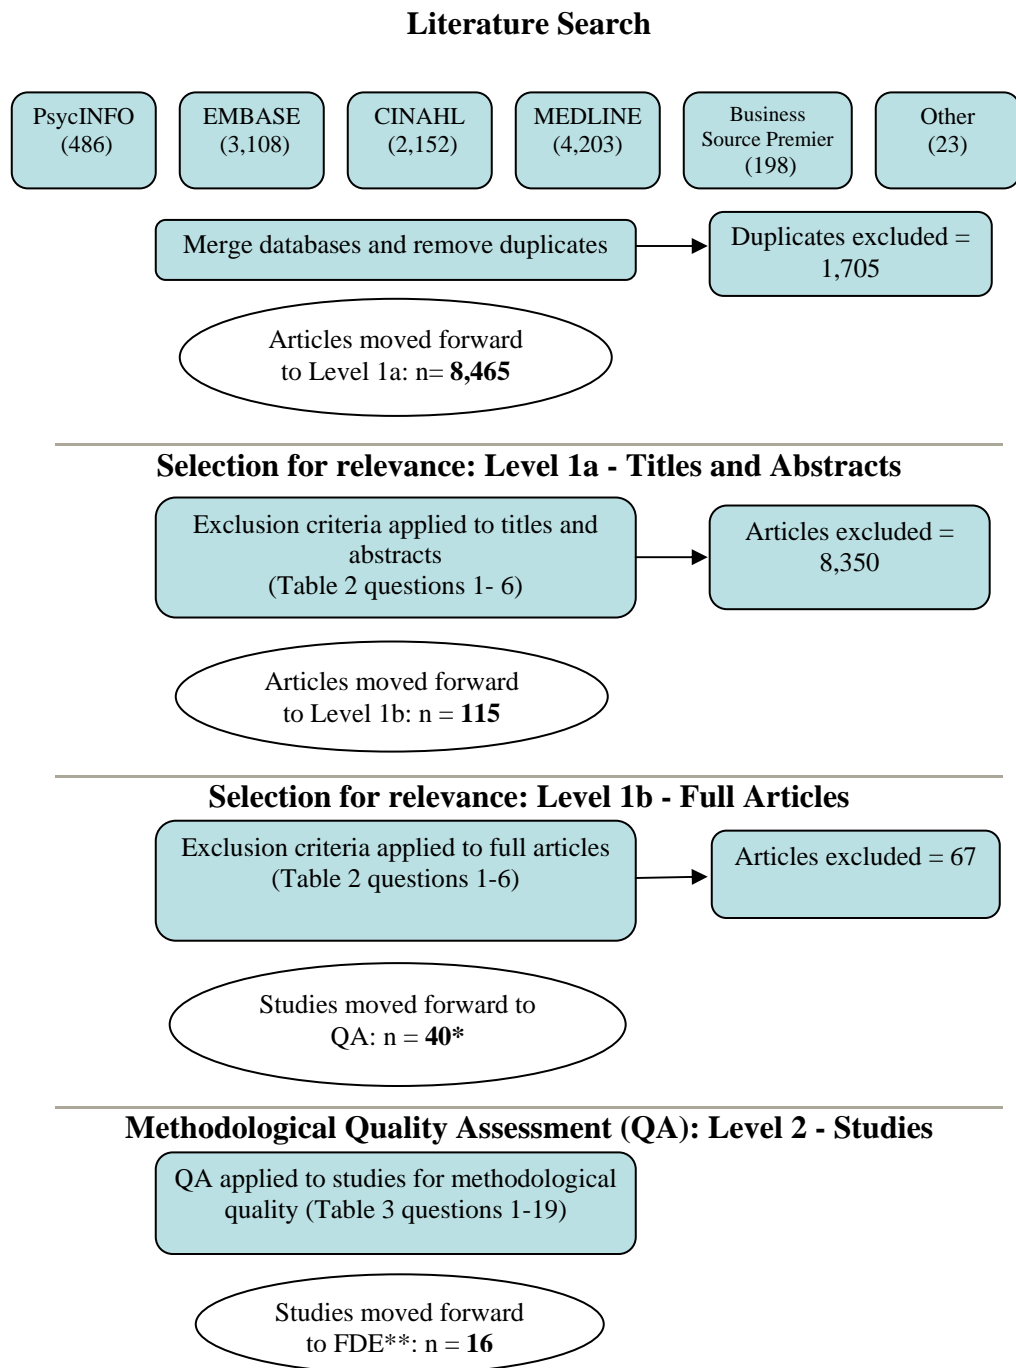 Literature Search
PsycINFO
(486)
EMBASE
(3,108)
CINAHL
(2,152)
MEDLINE
(4,203)
Business
Source Premier
(198)
Other
(23)
Merge databases and remove duplicates
Duplicates excluded =
1,705
Articles moved forward
to Level 1a: n= 8,465
Selection for relevance: Level 1a - Titles and Abstracts
Exclusion criteria applied to titles and
abstracts
(Table 2 questions 1- 6)
Articles excluded =
8,350
Articles moved forward
to Level 1b: n = 115
Selection for relevance: Level 1b - Full Articles
Exclusion criteria applied to full articles
(Table 2 questions 1-6)
Articles excluded = 67
Studies moved forward to
QA: n = 40*
Methodological Quality Assessment (QA): Level 2 - Studies
QA applied to studies for methodological
quality (Table 3 questions 1-19)
Studies moved forward
to FDE**: n = 16